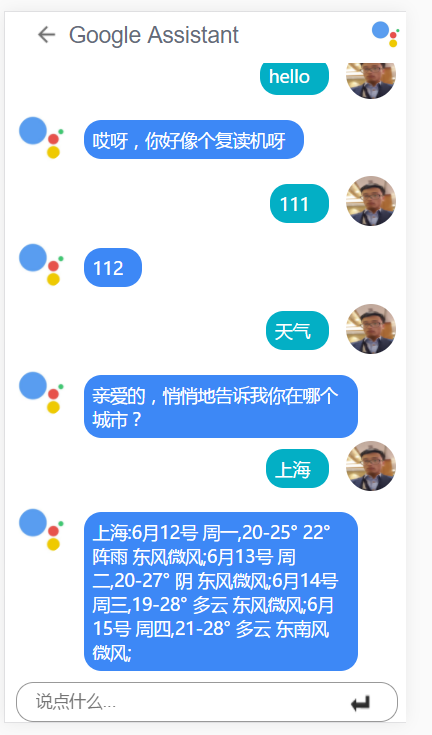 Google Assistant
hello
哎呀，你好像个复读机呀
111
112
天气
亲爱的，悄悄地告诉我你在哪个
城市？
上海
上海:6月12号 周一,20-25° 22°
阵雨 东风微风;6月13号 周
二,20-27° 阴 东风微风;6月14号
周三,19-28° 多云 东风微风;6月
15号 周四,21-28° 多云 东南风
微风;
说点什么...